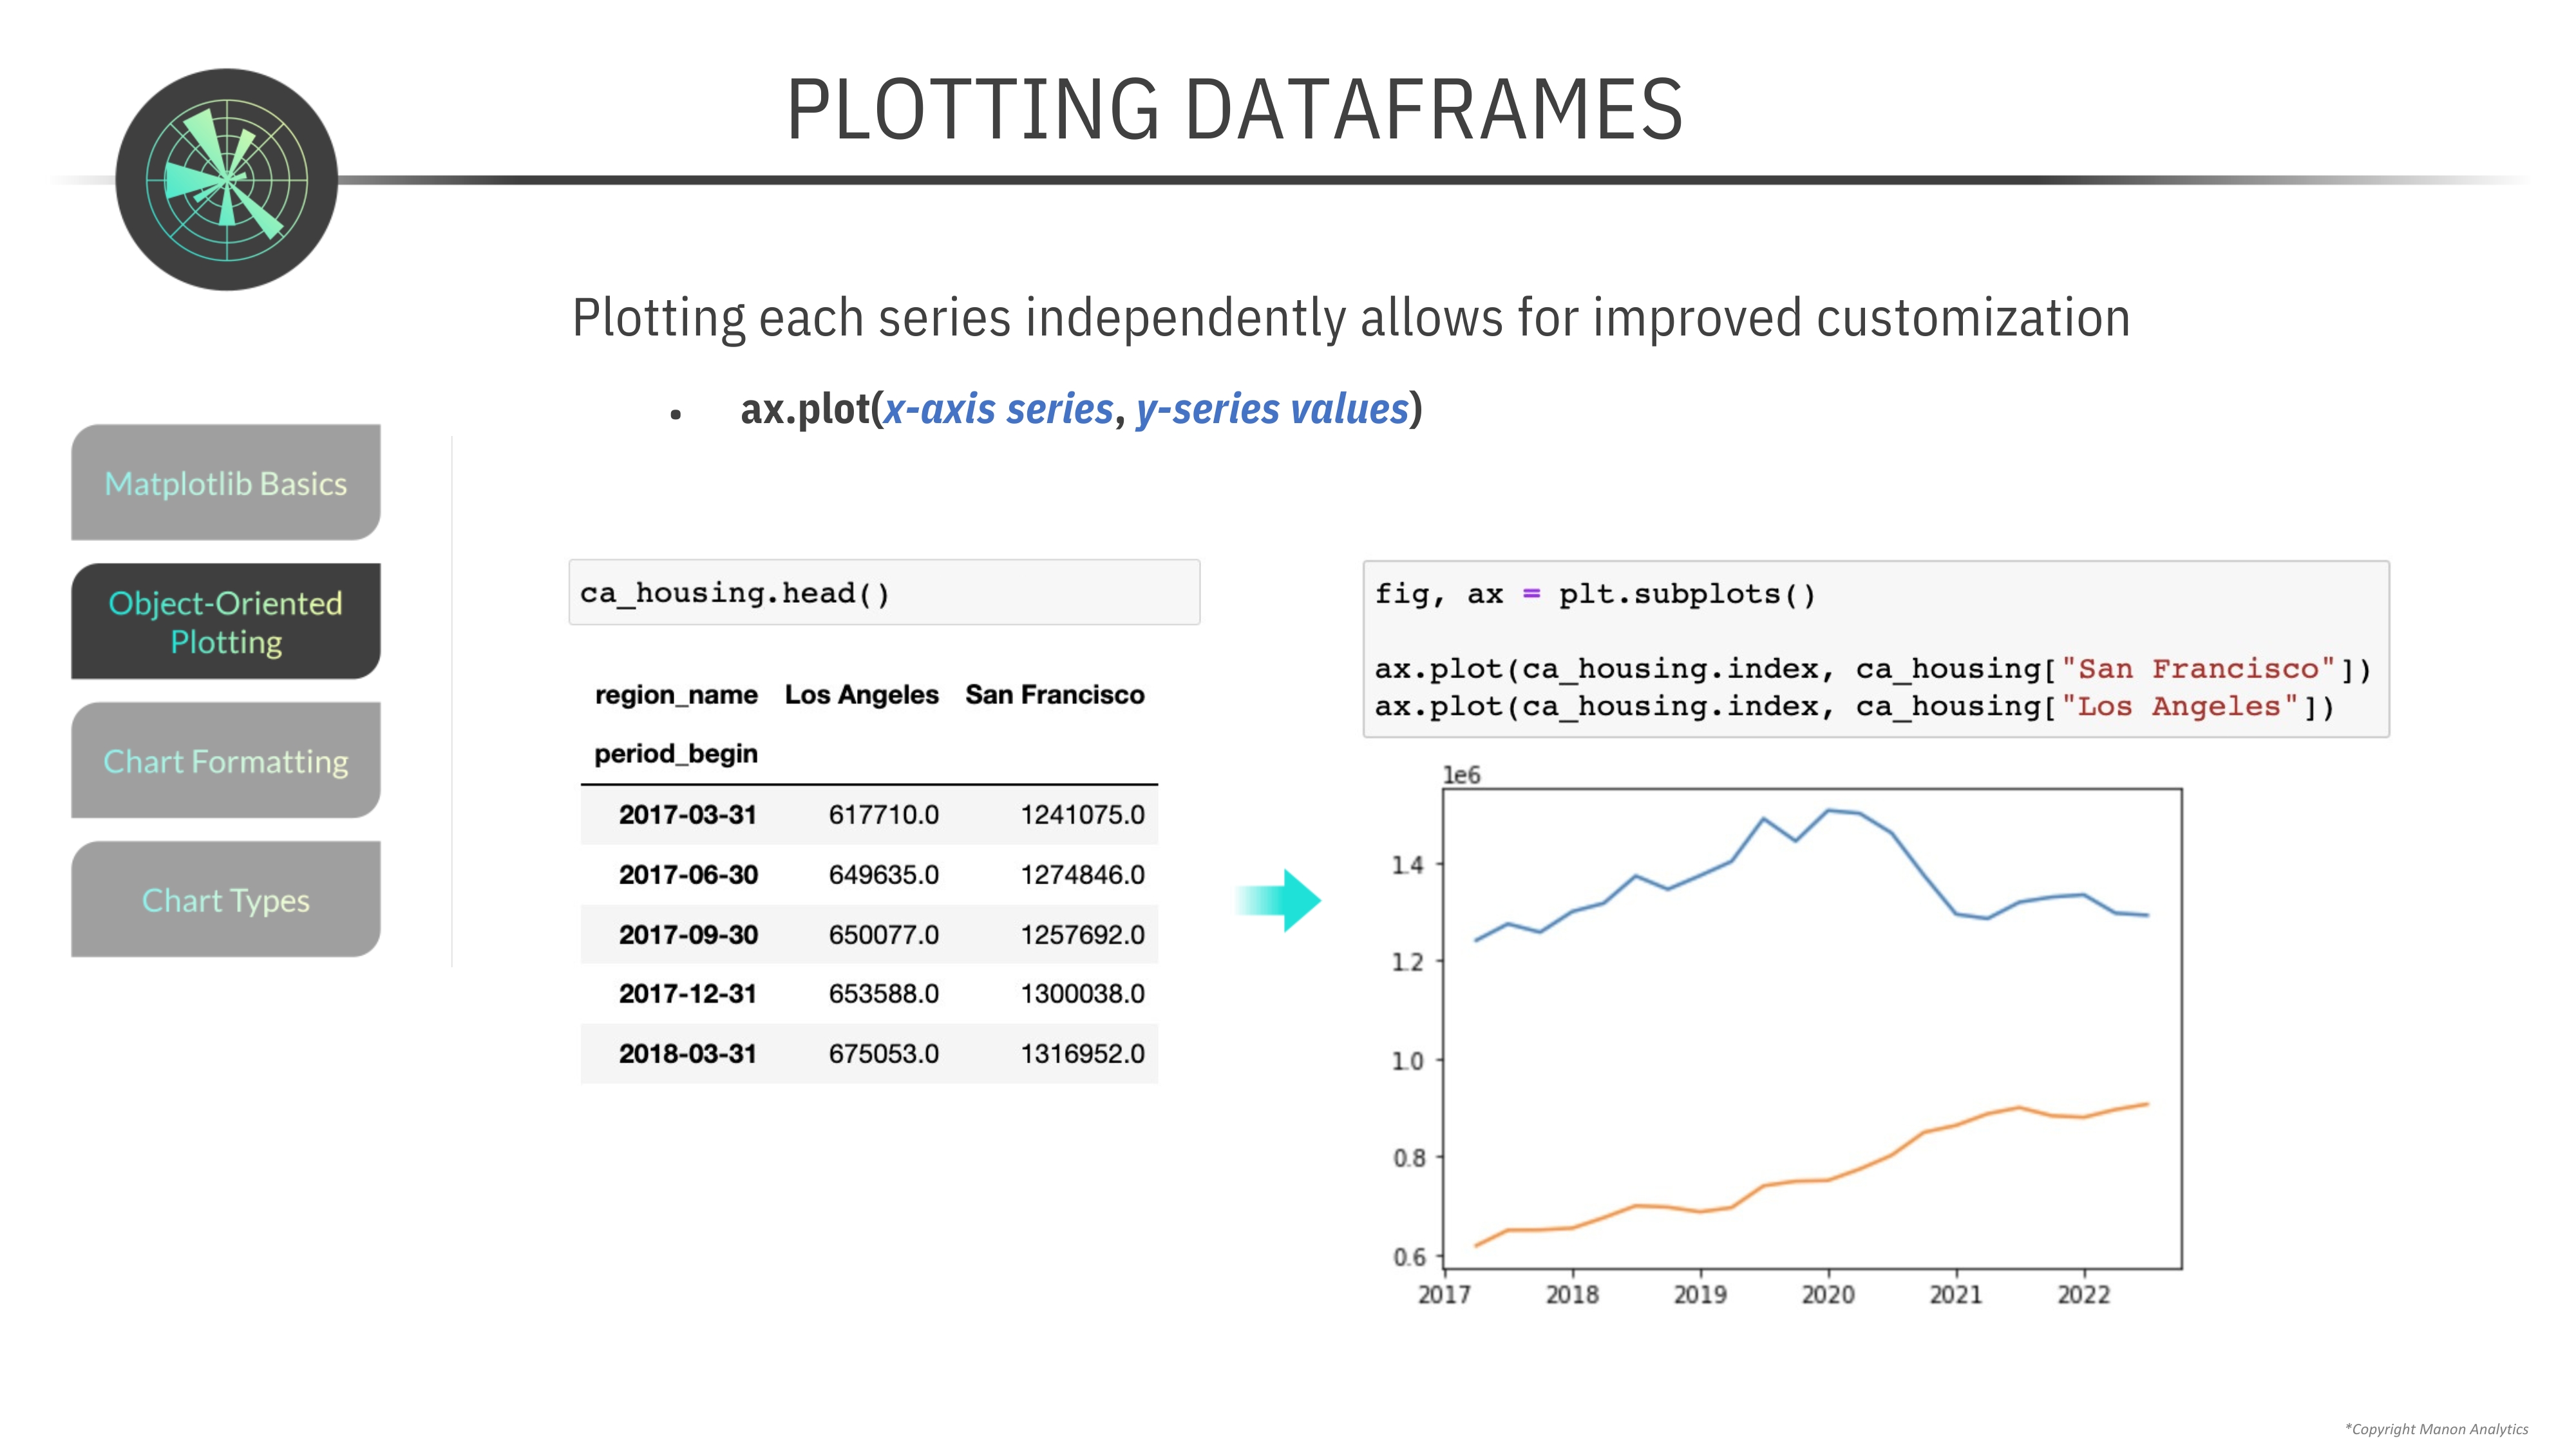 PLOTTING DATAFRAMES
Plotting each series independently allows for improved customization
• ax.plot(x-axis series, y-series values)
Matplotlib Basics
Object-Oriented
Plotting
Chart Formatting
Chart Types
ca_housing.head()
region_name Los Angeles San Francisco
period_begin
2017-03-31 617710.0 1241075.0
2017-06-30 649635.0 1274846.0
2017-09-30 650077.0 1257692.0
2017-12-31 653588.0 1300038.0
2018-03-31 675053.0 1316952.0
fig, ax = plt.subplots()
ax.plot(ca_housing.index, ca_housing["San Francisco"])
ax.plot(ca_housing.index, ca_housing["Los Angeles"])
1e6
1.4
1.2
1.0
0.8
0.6
2017 2018 2019 2020 2021 2022
*Copyright Manon Analytics